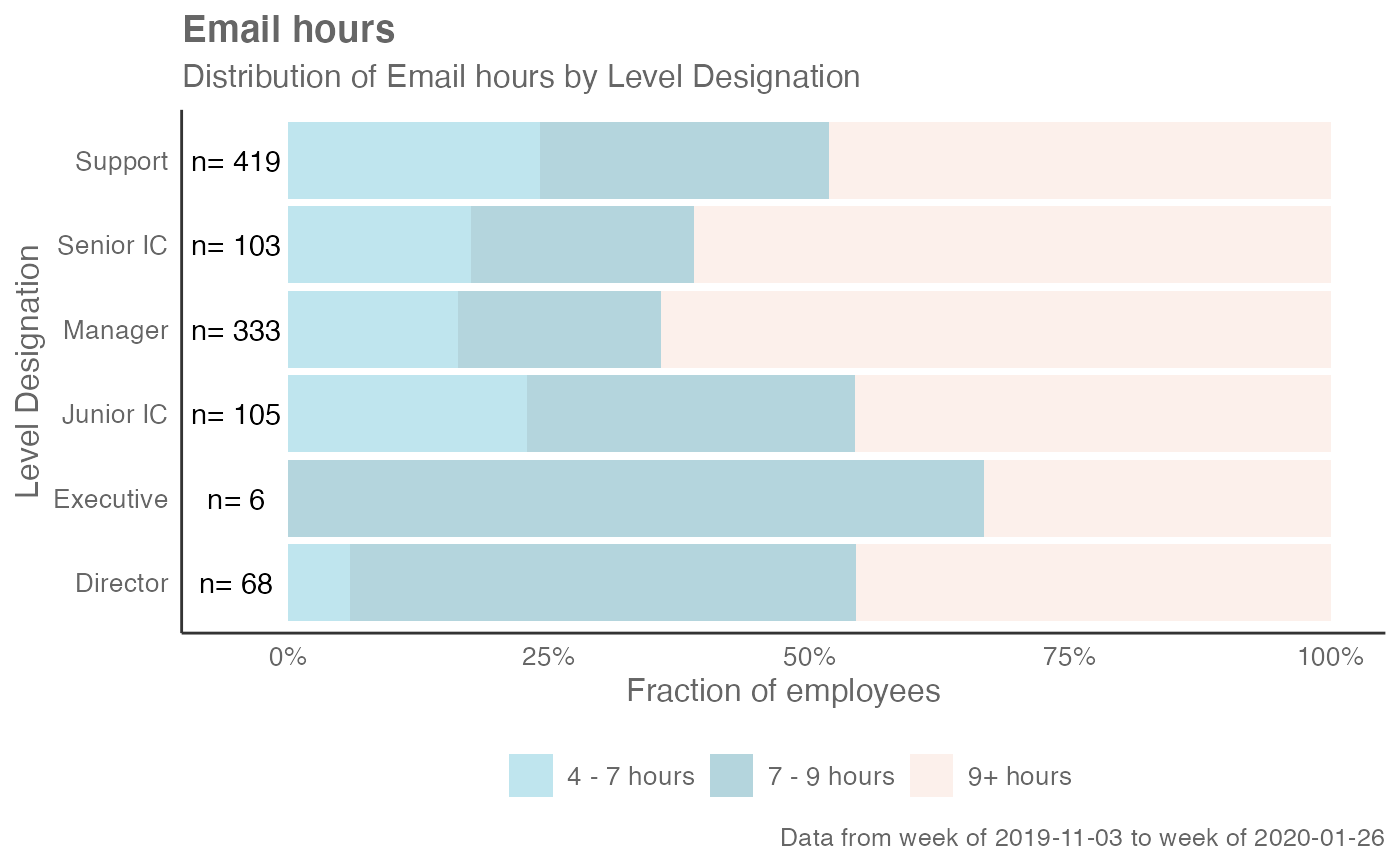 Email hours
Distribution of Email hours by Level Designation
Level Designation
Support n= 419
Senior IC n= 103
Manager n= 333
Junior IC n= 105
Executive n= 6
Director n= 68
0% 25% 50% 75% 100%
Fraction of employees
4 - 7 hours 7 - 9 hours 9+ hours
Data from week of 2019-11-03 to week of 2020-01-26